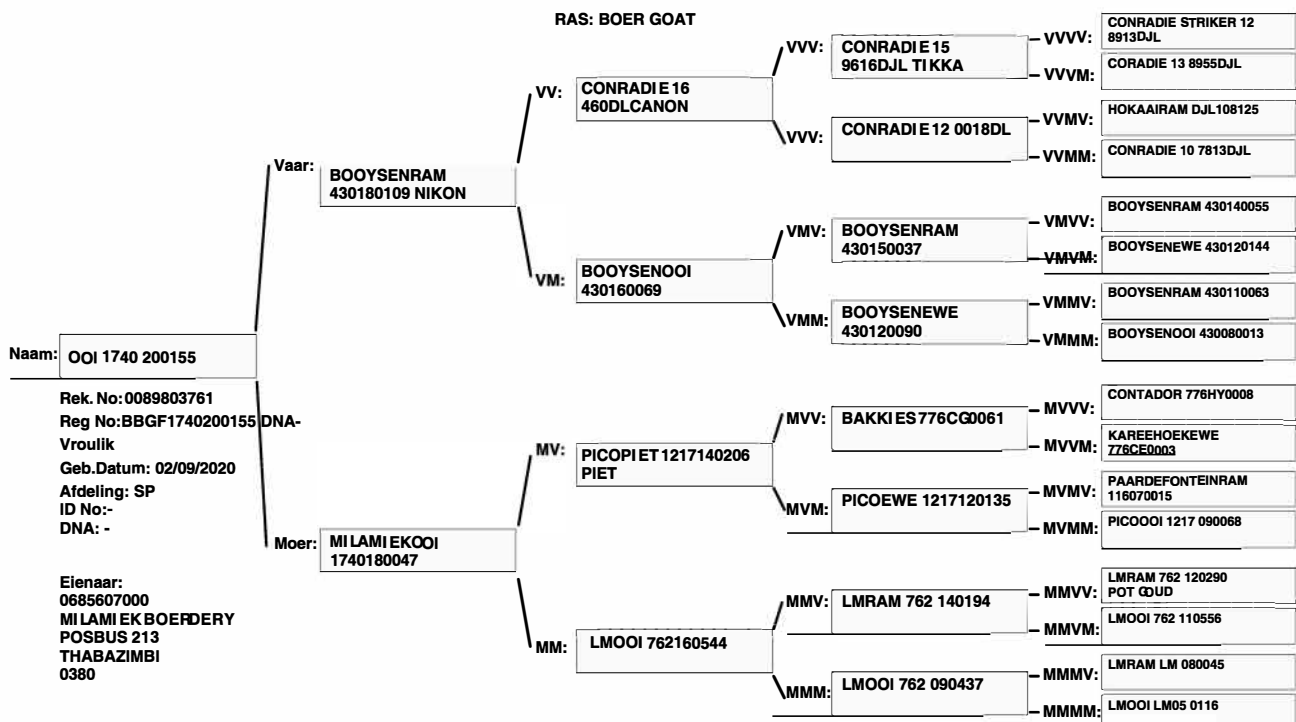 RAS: BOER GOAT
Naam: OOI 1740 200155
Rek. No:0089803761
Reg No:BBGF1740200155 DNA-
Vroulik
Geb.Datum: 02/09/2020
Afdeling: SP
ID No:-
DNA: -
Eienaar:
0685607000
MILAMIEK BOERDERY
POSBUS 213
THABAZIMBI
0380
Vaar: BOOYSENRAM
430180109 NIKON
Moer: MILAMIEKOOI
1740180047
VV: CONRADIE 16
460DLCANON
VM: BOOYSENOOI
430160069
MV: PICOPIET 1217140206
PIET
MM: LMOOI 762160544
VVV: CONRADIE 15
9616DJL TIKKA
VVV: CONRADIE 12 0018DL
VMV: BOOYSENRAM
430150037
VMM: BOOYSENEWE
430120090
MVV: BAKKIES776CG0061
MVM: PICOEWE 1217120135
MMV: LMRAM 762 140194
MMM: LMOOI 762 090437
VVVV: CONRADIE STRIKER 12
8913DJL
VVVM: CORADIE 13 8955DJL
VVMV: HOKAAIRAM DJL108125
VVMM: CONRADIE 10 7813DJL
VMVV: BOOYSENRAM 430140055
VMVM: BOOYSENEWE 430120144
VMMV: BOOYSENRAM 430110063
VMMM: BOOYSENOOI 430080013
MVVV: CONTADOR 776HY0008
MVVM: KAREEHOEKEWE
776CE0003
MVMV: PAARDEFONTEINRAM
116070015
MVMM: PICOOOI 1217 090068
MMVV: LMRAM 762 120290
POT GOUD
MMVM: LMOOI 762 110556
MMMV: LMRAM LM 080045
MMMM: LMOOI LM05 0116